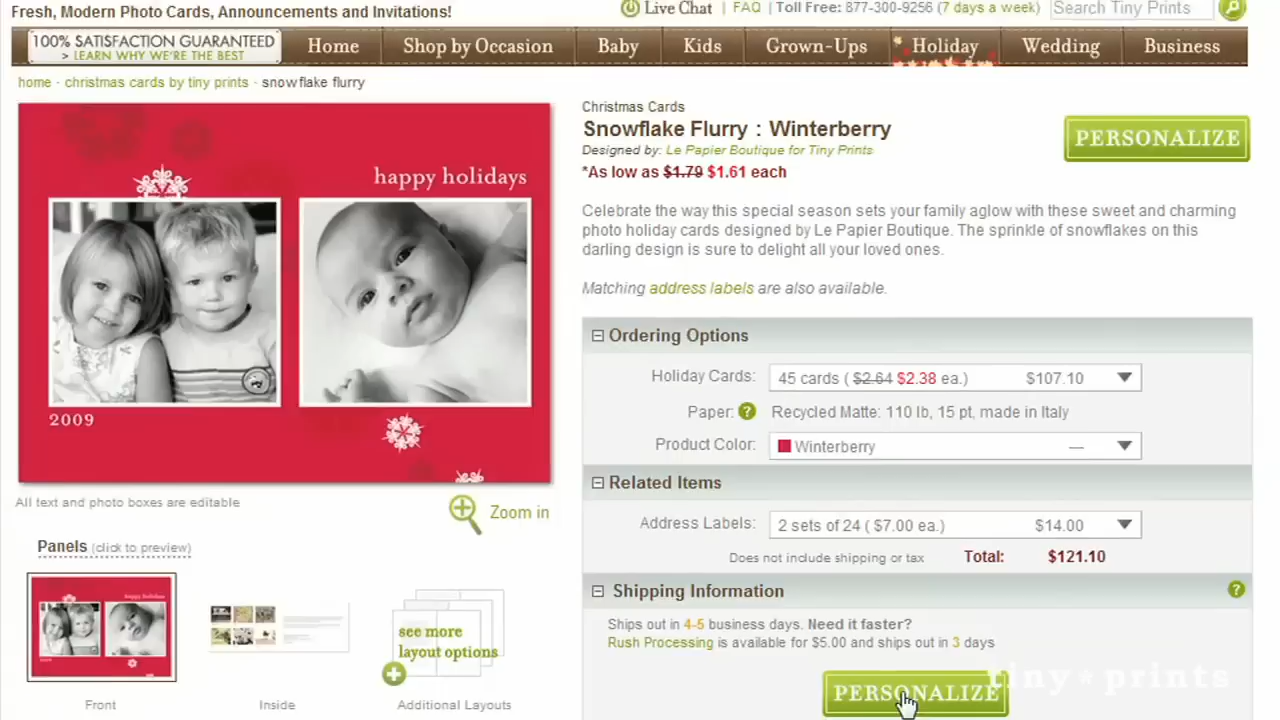 Fresh, Modern Photo Cards, Announcements and Invitations!
Live Chat | FAQ | Toll Free: 877-300-9256 (7 days a week) Search Tiny Prints
100% SATISFACTION GUARANTEED
> LEARN WHY WE'RE THE BEST
Home Shop by Occasion Baby Kids Grown-Ups Holiday Wedding Business
home - christmas cards by tiny prints - snowflake flurry
happy holidays
2009
All text and photo boxes are editable
Zoom in
Panels (click to preview)
happy holidays
see more
layout options
Front Inside Additional Layouts
Christmas Cards
Snowflake Flurry : Winterberry
Designed by: Le Papier Boutique for Tiny Prints
*As low as $1.79 $1.61 each
PERSONALIZE
Celebrate the way this special season sets your family aglow with these sweet and charming
photo holiday cards designed by Le Papier Boutique. The sprinkle of snowflakes on this
darling design is sure to delight all your loved ones.
Matching address labels are also available.
Ordering Options
Holiday Cards: 45 cards ( $2.64 $2.38 ea.) $107.10
Paper: ? Recycled Matte: 110 lb, 15 pt, made in Italy
Product Color: Winterberry —
Related Items
Address Labels: 2 sets of 24 ( $7.00 ea.) $14.00
Does not include shipping or tax Total: $121.10
Shipping Information ?
Ships out in 4-5 business days. Need it faster?
Rush Processing is available for $5.00 and ships out in 3 days
PERSONALIZE
tiny prints